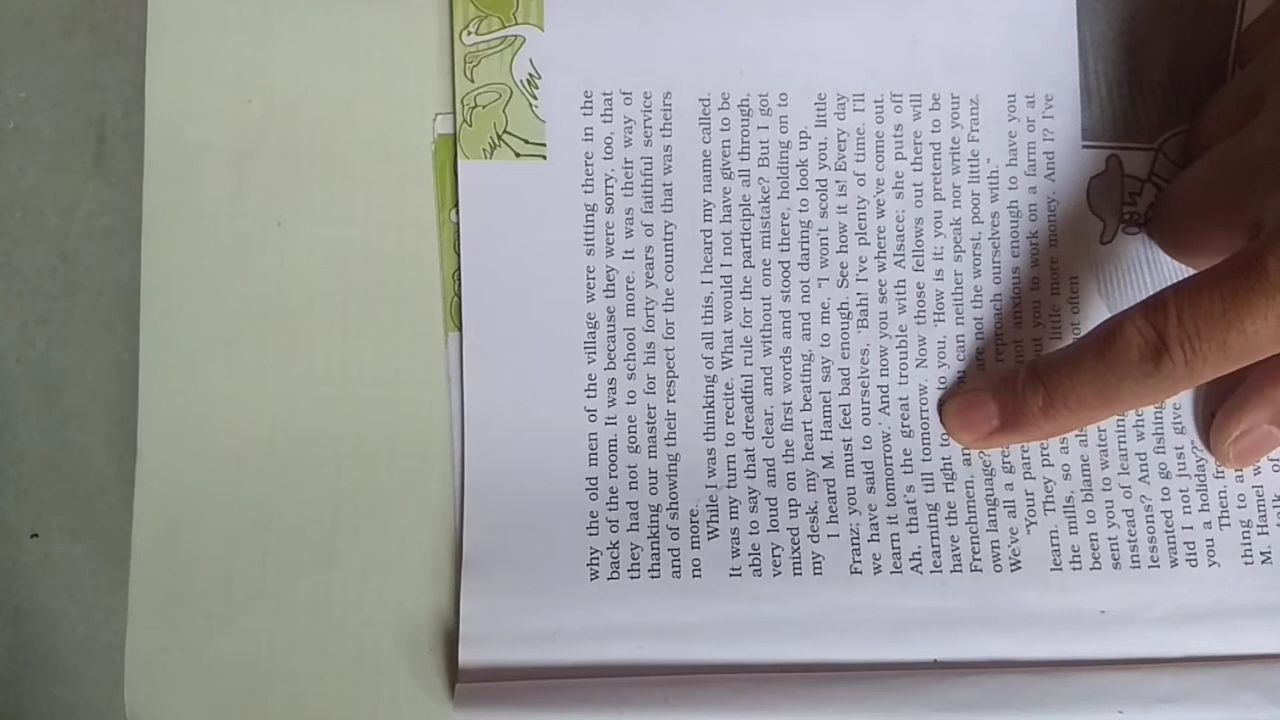 why the old men of the village were sitting there in the
back of the room. It was because they were sorry, too, that
they had not gone to school more. It was their way of
thanking our master for his forty years of faithful service
and of showing their respect for the country that was theirs
no more.
While I was thinking of all this, I heard my name called.
It was my turn to recite. What would I not have given to be
able to say that dreadful rule for the participle all through,
very loud and clear, and without one mistake? But I got
mixed up on the first words and stood there, holding on to
my desk, my heart beating, and not daring to look up.
I heard M. Hamel say to me, "I won't scold you, little
Franz; you must feel bad enough. See how it is! Every day
we have said to ourselves, 'Bah! I've plenty of time. I'll
learn it tomorrow.' And now you see where we've come out.
Ah, that's the great trouble with Alsace; she puts off
learning till tomorrow. Now those fellows out there will
have the right to to you, 'How is it; you pretend to be
Frenchmen, can neither speak nor write your
own language? are not the worst, poor little Franz.
We've all a reproach ourselves with."
"Your not anxious enough to have you
learn. They you to work on a farm or at
the mills, so as little more money. And I? I've
been to blame often
sent you to water
instead of
lessons? And
wanted to go fishing
did I not just give
you a holiday?"
Then,
thing to
M. Hamel
of